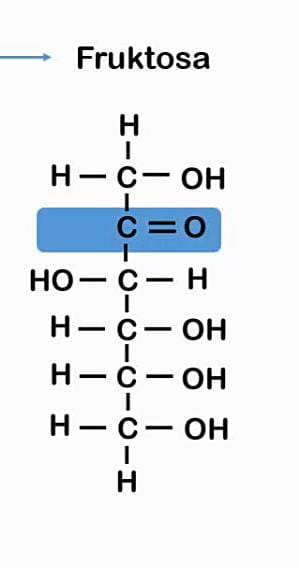 Fruktosa
H
H — C — OH
C = O
HO — C — H
H — C — OH
H — C — OH
H — C — OH
H